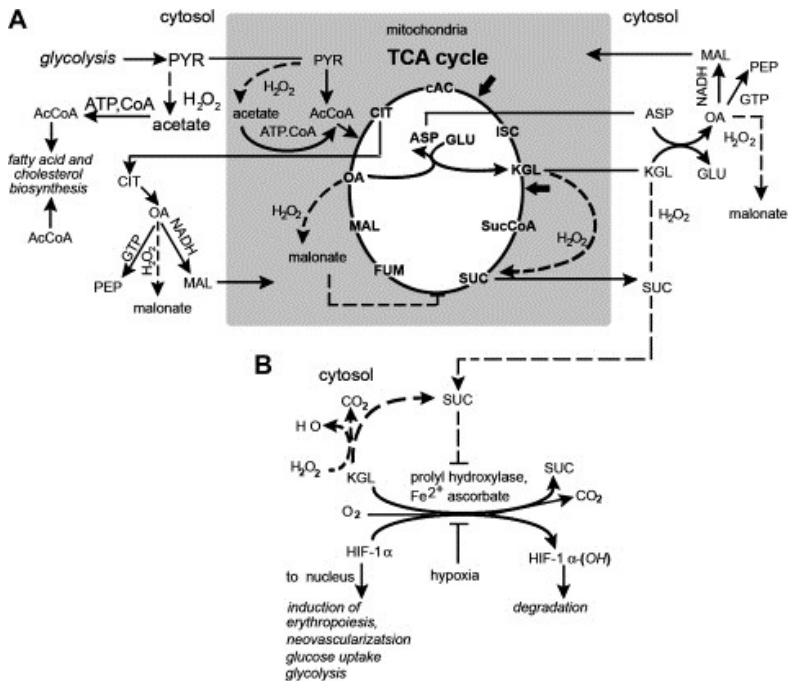 A
cytosol
mitochondria
cytosol
TCA cycle
glycolysis
PYR
PYR
H2O2
ATP,CoA
H2O2
AcCoA
acetate
acetate
ATP.CoA
AcCoA
fatty acid and
cholesterol
biosynthesis
AcCoA
CIT
OA
GTP
H2O2
NADH
PEP
malonate
MAL
CIT
cAC
ISC
ASP
GLU
KGL
OA
H2O2
malonate
MAL
FUM
SUC
SucCoA
H2O2
MAL
NADH
PEP
GTP
ASP
OA
H2O2
KGL
GLU
malonate
H2O2
SUC
B
cytosol
CO2
H O
H2O2
KGL
SUC
prolyl hydroxylase,
Fe2+ ascorbate
SUC
CO2
O2
HIF-1 α
hypoxia
HIF-1 α-(OH)
to nucleus
induction of
erythropoiesis,
neovascularizatsion
glucose uptake
glycolysis
degradation